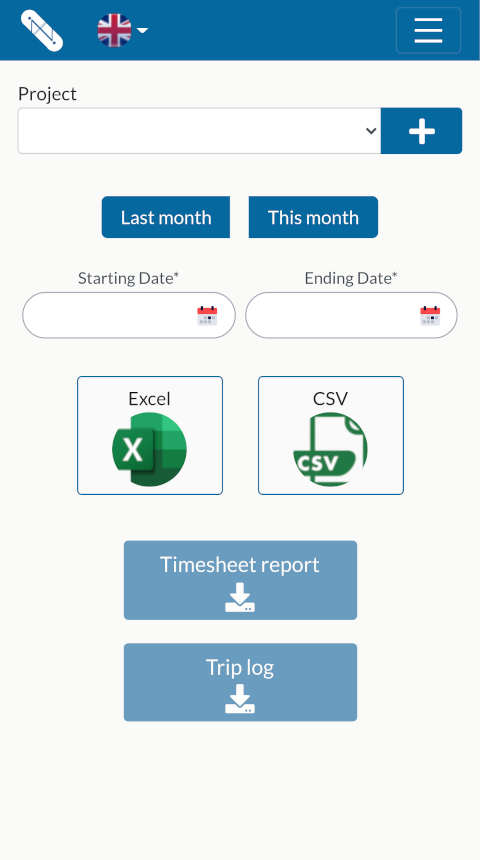 Project
Last month
This month
Starting Date*
Ending Date*
Excel
CSV
X
CSV
Timesheet report
Trip log